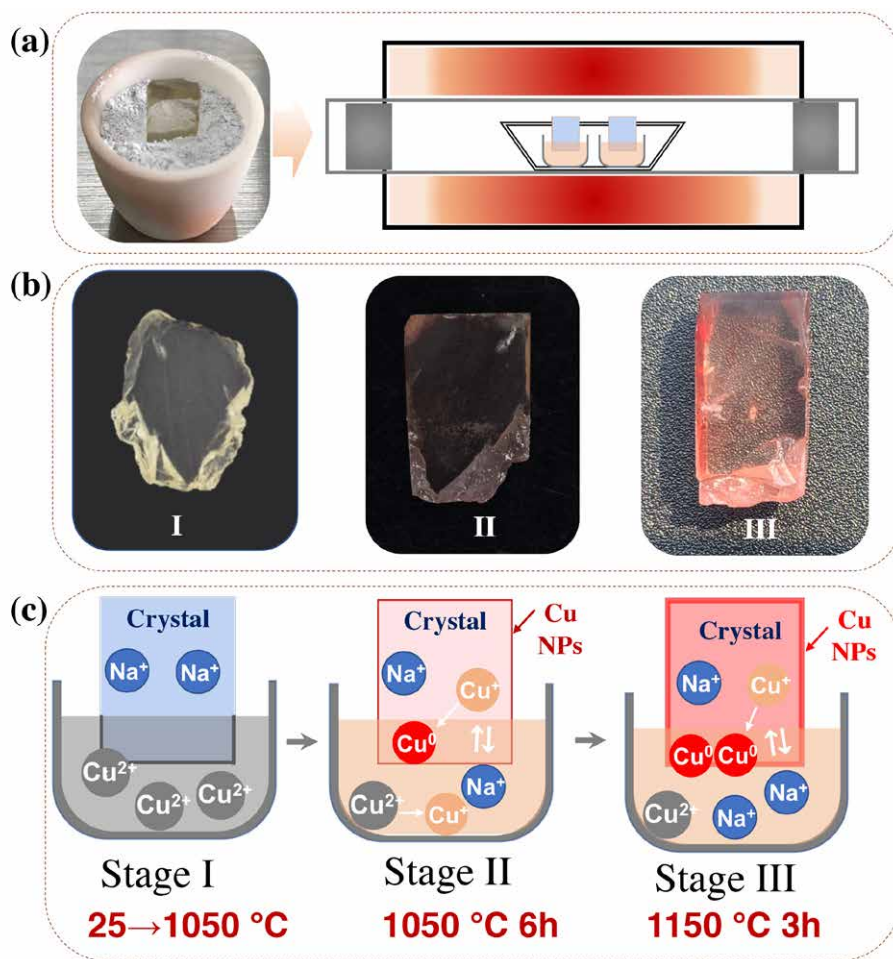 (a)
(b)
I
II
III
(c)
Crystal
Na⁺ Na⁺
Cu²⁺
Cu²⁺ Cu²⁺
Stage I
25→1050 °C
Crystal
Cu
NPs
Na⁺
Cu⁺
Cu⁰
Na⁺
Cu²⁺
Cu⁺
Stage II
1050 °C 6h
Crystal
Cu
NPs
Na⁺
Cu⁺
Cu⁰ Cu⁰
Na⁺
Cu²⁺
Na⁺
Stage III
1150 °C 3h